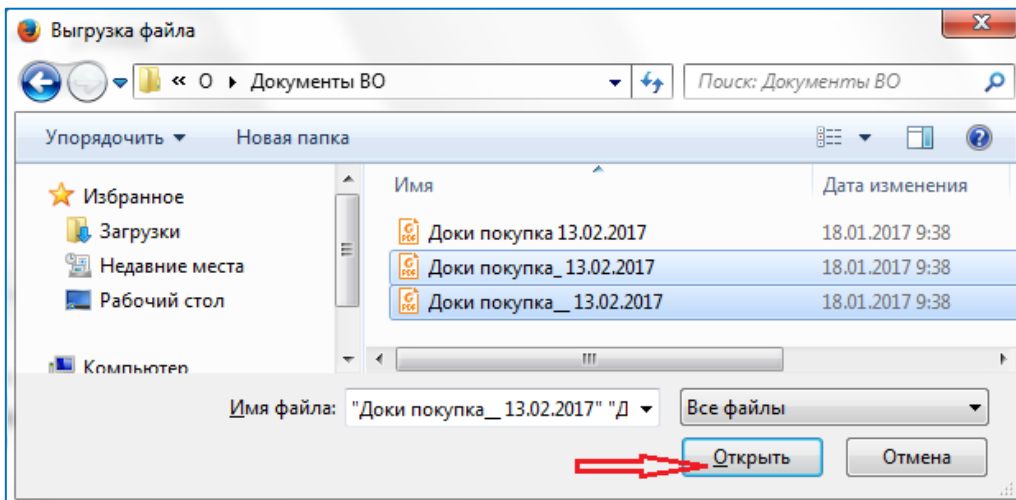 Выгрузка файла
« О ▸ Документы ВО
Поиск: Документы ВО
Упорядочить
Новая папка
Избранное
Загрузки
Недавние места
Рабочий стол
Компьютер
Имя
Дата изменения
Доки покупка 13.02.2017 18.01.2017 9:38
Доки покупка_ 13.02.2017 18.01.2017 9:38
Доки покупка__ 13.02.2017 18.01.2017 9:38
Имя файла: "Доки покупка__ 13.02.2017" "Д
Все файлы
Открыть
Отмена